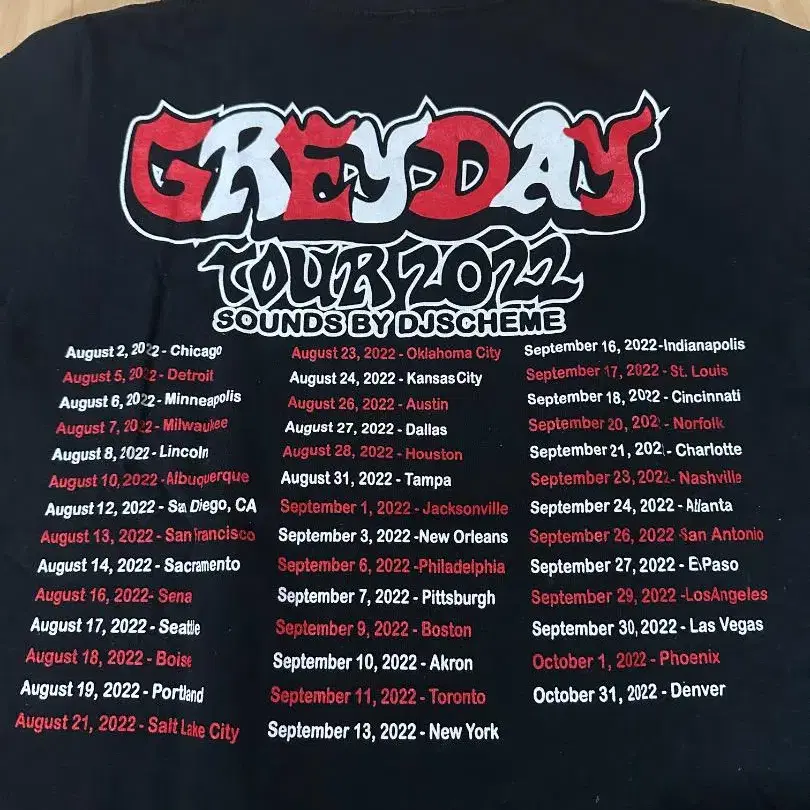 GREYDAY
TOUR 2022
SOUNDS BY DJSCHEME
August 2, 2022 - Chicago
August 5, 2022 - Detroit
August 6, 2022 - Minneapolis
August 7, 2022 - Milwaukee
August 8, 2022 - Lincoln
August 10, 2022 - Albuquerque
August 12, 2022 - San Diego, CA
August 13, 2022 - San francisco
August 14, 2022 - Sacramento
August 16, 2022 - Sena
August 17, 2022 - Seattle
August 18, 2022 - Boise
August 19, 2022 - Portland
August 21, 2022 - Salt Lake City
August 23, 2022 - Oklahoma City
August 24, 2022 - Kansas City
August 26, 2022 - Austin
August 27, 2022 - Dallas
August 28, 2022 - Houston
August 31, 2022 - Tampa
September 1, 2022 - Jacksonville
September 3, 2022 -New Orleans
September 6, 2022 -Philadelphia
September 7, 2022 - Pittsburgh
September 9, 2022 - Boston
September 10, 2022 - Akron
September 11, 2022 - Toronto
September 13, 2022 - New York
September 16, 2022 -Indianapolis
September 17, 2022 - St. Louis
September 18, 2022 - Cincinnati
September 20, 2022 - Norfolk
September 21, 2022 - Charlotte
September 23, 2022 - Nashville
September 24, 2022 - Atlanta
September 26, 2022 -San Antonio
September 27, 2022 - El Paso
September 29, 2022 -LosAngeles
September 30, 2022 - Las Vegas
October 1, 2022 - Phoenix
October 31, 2022 - Denver